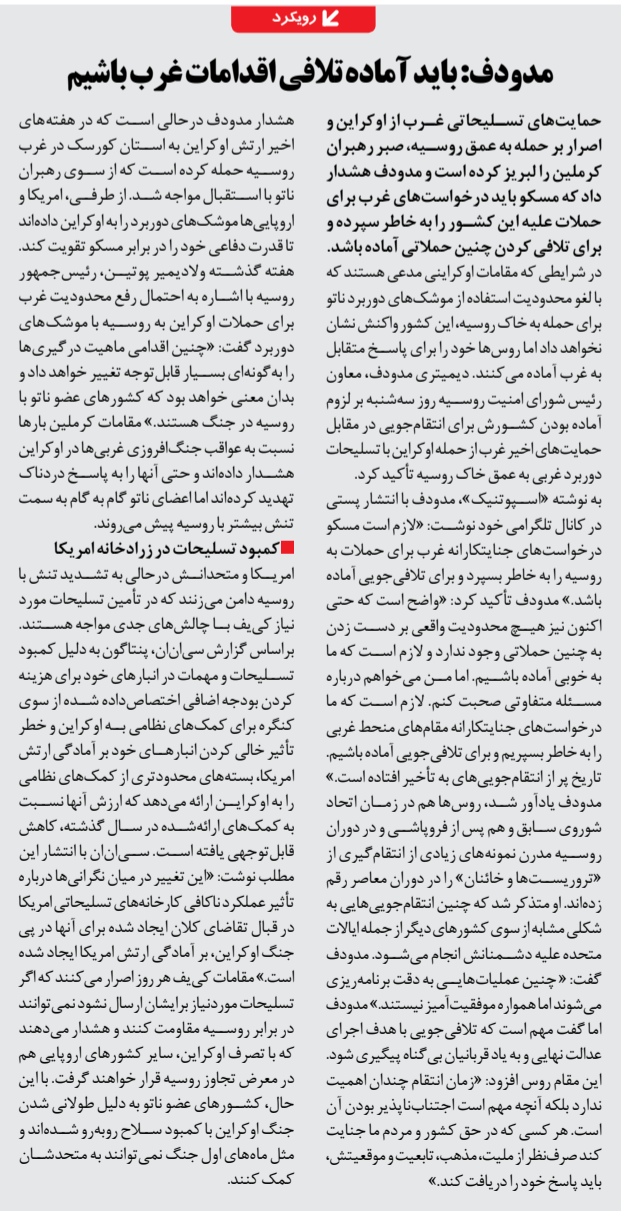 رویکرد
مدودف: باید آماده تلافی اقدامات غرب باشیم
حمایت‌های تسلیحاتی غرب از اوکراین و
اصرار بر حمله به عمق روسیه، صبر رهبران
کرملین را لبریز کرده است و مدودف هشدار
داد که مسکو باید درخواست‌های غرب برای
حملات علیه این کشور را به خاطر سپرده و
برای تلافی کردن چنین حملاتی آماده باشد.
در شرایطی که مقامات اوکراینی مدعی هستند که
با لغو محدودیت استفاده از موشک‌های دوربرد ناتو
برای حمله به خاک روسیه، این کشور واکنش نشان
نخواهد داد اما روس‌ها خود را برای پاسخ متقابل
به غرب آماده می‌کنند. دیمیتری مدودف، معاون
رئیس شورای امنیت روسیه روز سه‌شنبه بر لزوم
آماده بودن کشورش برای انتقام‌جویی در مقابل
حمایت‌های اخیر غرب از حمله اوکراین با تسلیحات
دوربرد غربی به عمق خاک روسیه تأکید کرد.
به نوشته «اسپوتنیک»، مدودف با انتشار پستی
در کانال تلگرامی خود نوشت: «لازم است مسکو
درخواست‌های جنایتکارانه غرب برای حملات به
روسیه را به خاطر بسپرد و برای تلافی‌جویی آماده
باشد.» مدودف تأکید کرد: «واضح است که حتی
اکنون نیز هیچ محدودیت واقعی بر دست زدن
به چنین حملاتی وجود ندارد و لازم است که ما
به خوبی آماده باشیم. اما من می‌خواهم درباره
مسئله متفاوتی صحبت کنم. لازم است که ما
درخواست‌های جنایتکارانه مقام‌های منحط غربی
را به خاطر بسپریم و برای تلافی‌جویی آماده باشیم.
تاریخ پر از انتقام‌جویی‌های به تأخیر افتاده است.»
مدودف یادآور شد، روس‌ها هم در زمان اتحاد
شوروی سابق و هم پس از فروپاشی و در دوران
روسیه مدرن نمونه‌های زیادی از انتقام‌گیری از
«تروریست‌ها و خائنان» را در دوران معاصر رقم
زده‌اند. او متذکر شد که چنین انتقام‌جویی‌هایی به
شکلی مشابه از سوی کشورهای دیگر از جمله ایالات
متحده علیه دشمنانش انجام می‌شود. مدودف
گفت: «چنین عملیات‌هایی به دقت برنامه‌ریزی
می‌شوند اما همواره موفقیت‌آمیز نیستند.» مدودف
اما گفت مهم است که تلافی‌جویی با هدف اجرای
عدالت نهایی و به یاد قربانیان بی‌گناه پیگیری شود.
این مقام روس افزود: «زمان انتقام چندان اهمیت
ندارد بلکه آنچه مهم است اجتناب‌ناپذیر بودن آن
است. هر کسی که در حق کشور و مردم ما جنایت
کند صرف‌نظر از ملیت، مذهب، تابعیت و موقعیتش،
باید پاسخ خود را دریافت کند.»
هشدار مدودف درحالی است که در هفته‌های
اخیر ارتش اوکراین به استان کورسک در غرب
روسیه حمله کرده است که از سوی رهبران
ناتو با استقبال مواجه شد. از طرفی، امریکا و
اروپایی‌ها موشک‌های دوربرد را به اوکراین داده‌اند
تا قدرت دفاعی خود را در برابر مسکو تقویت کند.
هفته گذشته ولادیمیر پوتین، رئیس‌جمهور
روسیه با اشاره به احتمال رفع محدودیت غرب
برای حملات اوکراین به روسیه با موشک‌های
دوربرد گفت: «چنین اقدامی ماهیت درگیری‌ها
را به‌گونه‌ای بسیار قابل‌توجه تغییر خواهد داد و
بدان معنی خواهد بود که کشورهای عضو ناتو با
روسیه در جنگ هستند.» مقامات کرملین بارها
نسبت به عواقب جنگ‌افروزی غربی‌ها در اوکراین
هشدار داده‌اند و حتی آنها را به پاسخ دردناک
تهدید کرده‌اند اما اعضای ناتو گام به گام به سمت
تنش بیشتر با روسیه پیش می‌روند.
کمبود تسلیحات در زرادخانه امریکا
امریکا و متحدانش درحالی به تشدید تنش با
روسیه دامن می‌زنند که در تأمین تسلیحات مورد
نیاز کی‌یف با چالش‌های جدی مواجه هستند.
براساس گزارش سی‌ان‌ان، پنتاگون به دلیل کمبود
تسلیحات و مهمات در انبارهای خود برای هزینه
کردن بودجه اضافی اختصاص‌داده شده از سوی
کنگره برای کمک‌های نظامی به اوکراین و خطر
تأثیر خالی کردن انبارهای خود بر آمادگی ارتش
امریکا، بسته‌های محدودتری از کمک‌های نظامی
را به اوکراین ارائه می‌دهد که ارزش آنها نسبت
به کمک‌های ارائه‌شده در سال گذشته، کاهش
قابل‌توجهی یافته است. سی‌ان‌ان با انتشار این
مطلب نوشت: «این تغییر در میان نگرانی‌ها درباره
تأثیر عملکرد ناکافی کارخانه‌های تسلیحاتی امریکا
در قبال تقاضای کلان ایجاد شده برای آنها در پی
جنگ اوکراین، بر آمادگی ارتش امریکا ایجاد شده
است.» مقامات کی‌یف هر روز اصرار می‌کنند که اگر
تسلیحات موردنیاز برایشان ارسال نشود نمی‌توانند
در برابر روسیه مقاومت کنند و هشدار می‌دهند
که با تصرف اوکراین، سایر کشورهای اروپایی هم
در معرض تجاوز روسیه قرار خواهند گرفت. با این
حال، کشورهای عضو ناتو به دلیل طولانی شدن
جنگ اوکراین با کمبود سلاح روبه‌رو شده‌اند و
مثل ماه‌های اول جنگ نمی‌توانند به متحدشان
کمک کنند.